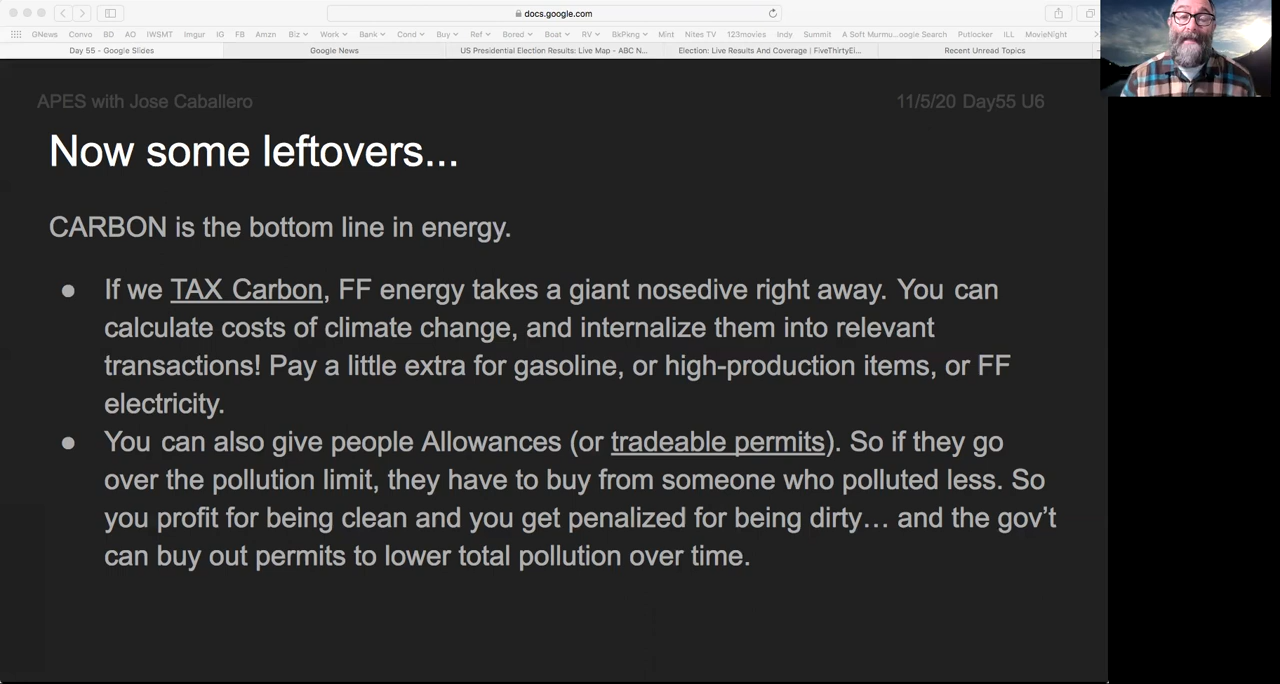 docs.google.com
GNews Convo BD AO IWSMT Imgur IG FB Amzn Biz Work Bank Cond Buy Ref Bored Boat RV BkPkng Mint Nites TV 123movies Indy Summit A Soft Murmu...oogle Search Putlocker ILL MovieNight
Day 55 - Google Slides Google News US Presidential Election Results: Live Map - ABC N... Election: Live Results And Coverage | FiveThirtyEi... Recent Unread Topics
APES with Jose Caballero 11/5/20 Day55 U6
Now some leftovers...
CARBON is the bottom line in energy.
● If we TAX Carbon, FF energy takes a giant nosedive right away. You can
calculate costs of climate change, and internalize them into relevant
transactions! Pay a little extra for gasoline, or high-production items, or FF
electricity.
● You can also give people Allowances (or tradeable permits). So if they go
over the pollution limit, they have to buy from someone who polluted less. So
you profit for being clean and you get penalized for being dirty… and the gov’t
can buy out permits to lower total pollution over time.